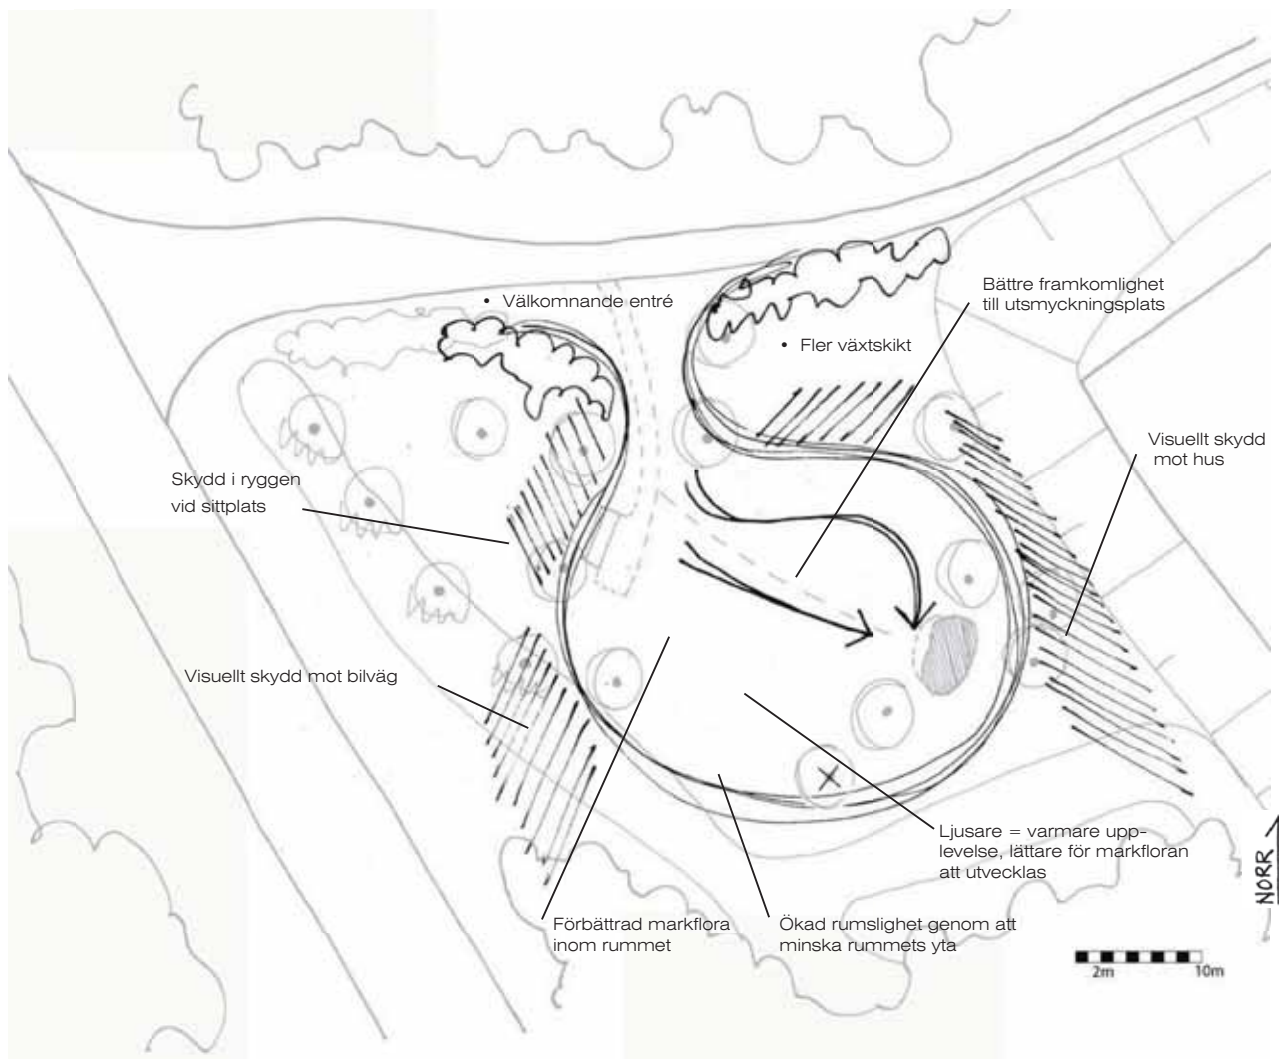 Bättre framkomlighet
till utsmyckningsplats
• Välkomnande entré
• Fler växtskikt
Visuellt skydd
mot hus
Skydd i ryggen
vid sittplats
Visuellt skydd mot bilväg
Ljusare = varmare upp-
levelse, lättare för markfloran
att utvecklas
Förbättrad markflora
inom rummet
Ökad rumslighet genom att
minska rummets yta
NORR
2m 10m